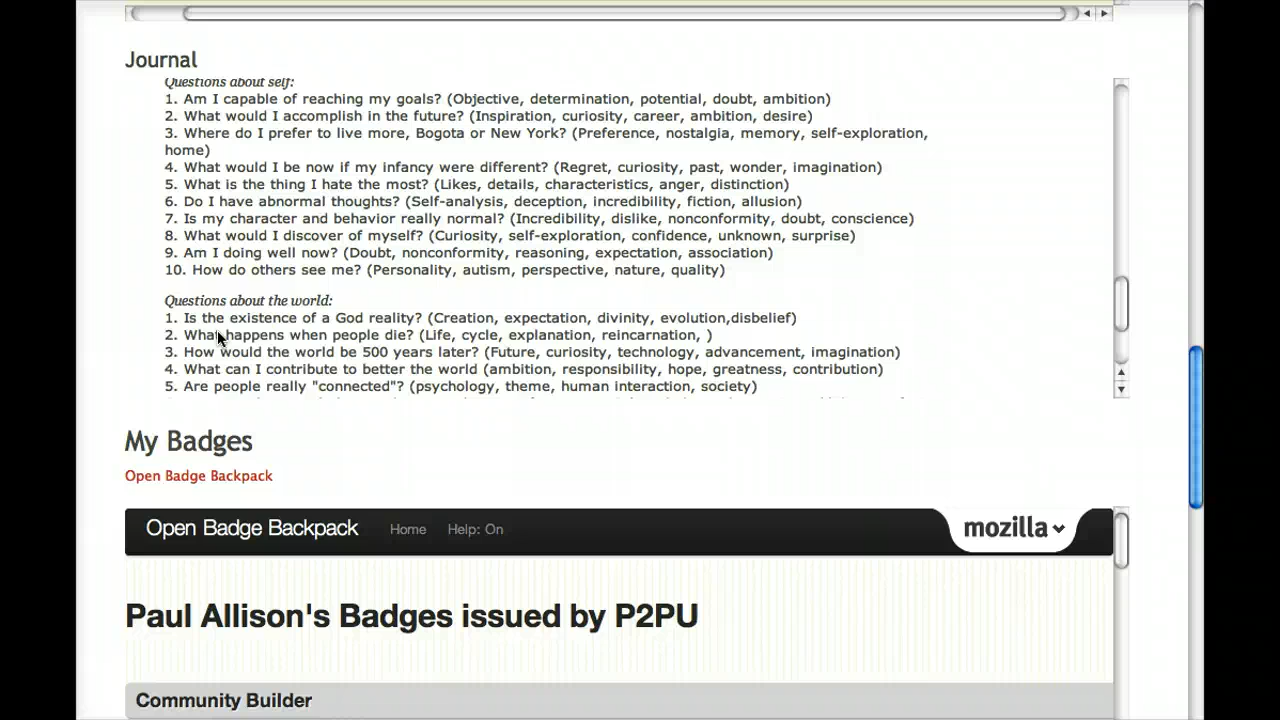 Journal
Questions about self:
1. Am I capable of reaching my goals? (Objective, determination, potential, doubt, ambition)
2. What would I accomplish in the future? (Inspiration, curiosity, career, ambition, desire)
3. Where do I prefer to live more, Bogota or New York? (Preference, nostalgia, memory, self-exploration,
home)
4. What would I be now if my infancy were different? (Regret, curiosity, past, wonder, imagination)
5. What is the thing I hate the most? (Likes, details, characteristics, anger, distinction)
6. Do I have abnormal thoughts? (Self-analysis, deception, incredibility, fiction, allusion)
7. Is my character and behavior really normal? (Incredibility, dislike, nonconformity, doubt, conscience)
8. What would I discover of myself? (Curiosity, self-exploration, confidence, unknown, surprise)
9. Am I doing well now? (Doubt, nonconformity, reasoning, expectation, association)
10. How do others see me? (Personality, autism, perspective, nature, quality)
Questions about the world:
1. Is the existence of a God reality? (Creation, expectation, divinity, evolution,disbelief)
2. What happens when people die? (Life, cycle, explanation, reincarnation, )
3. How would the world be 500 years later? (Future, curiosity, technology, advancement, imagination)
4. What can I contribute to better the world (ambition, responsibility, hope, greatness, contribution)
5. Are people really "connected"? (psychology, theme, human interaction, society)
My Badges
Open Badge Backpack
Open Badge Backpack Home Help: On mozilla
Paul Allison's Badges issued by P2PU
Community Builder